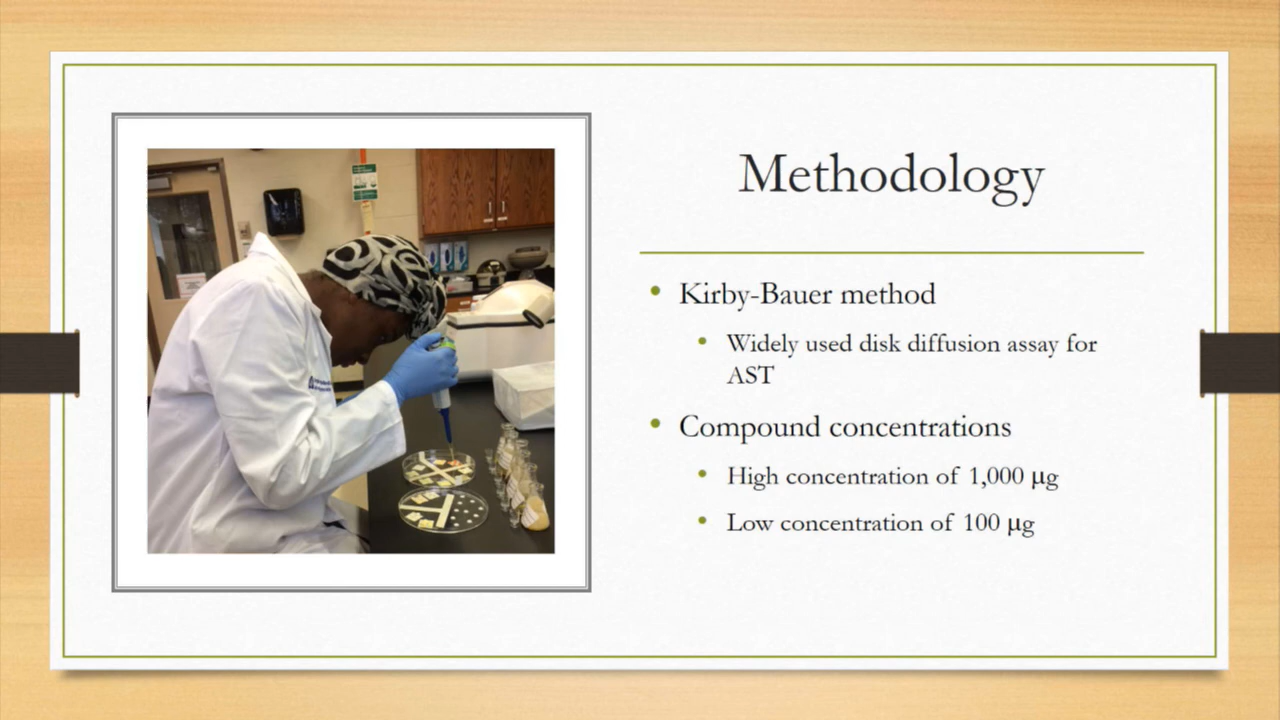 Methodology
• Kirby-Bauer method
• Widely used disk diffusion assay for
AST
• Compound concentrations
• High concentration of 1,000 µg
• Low concentration of 100 µg